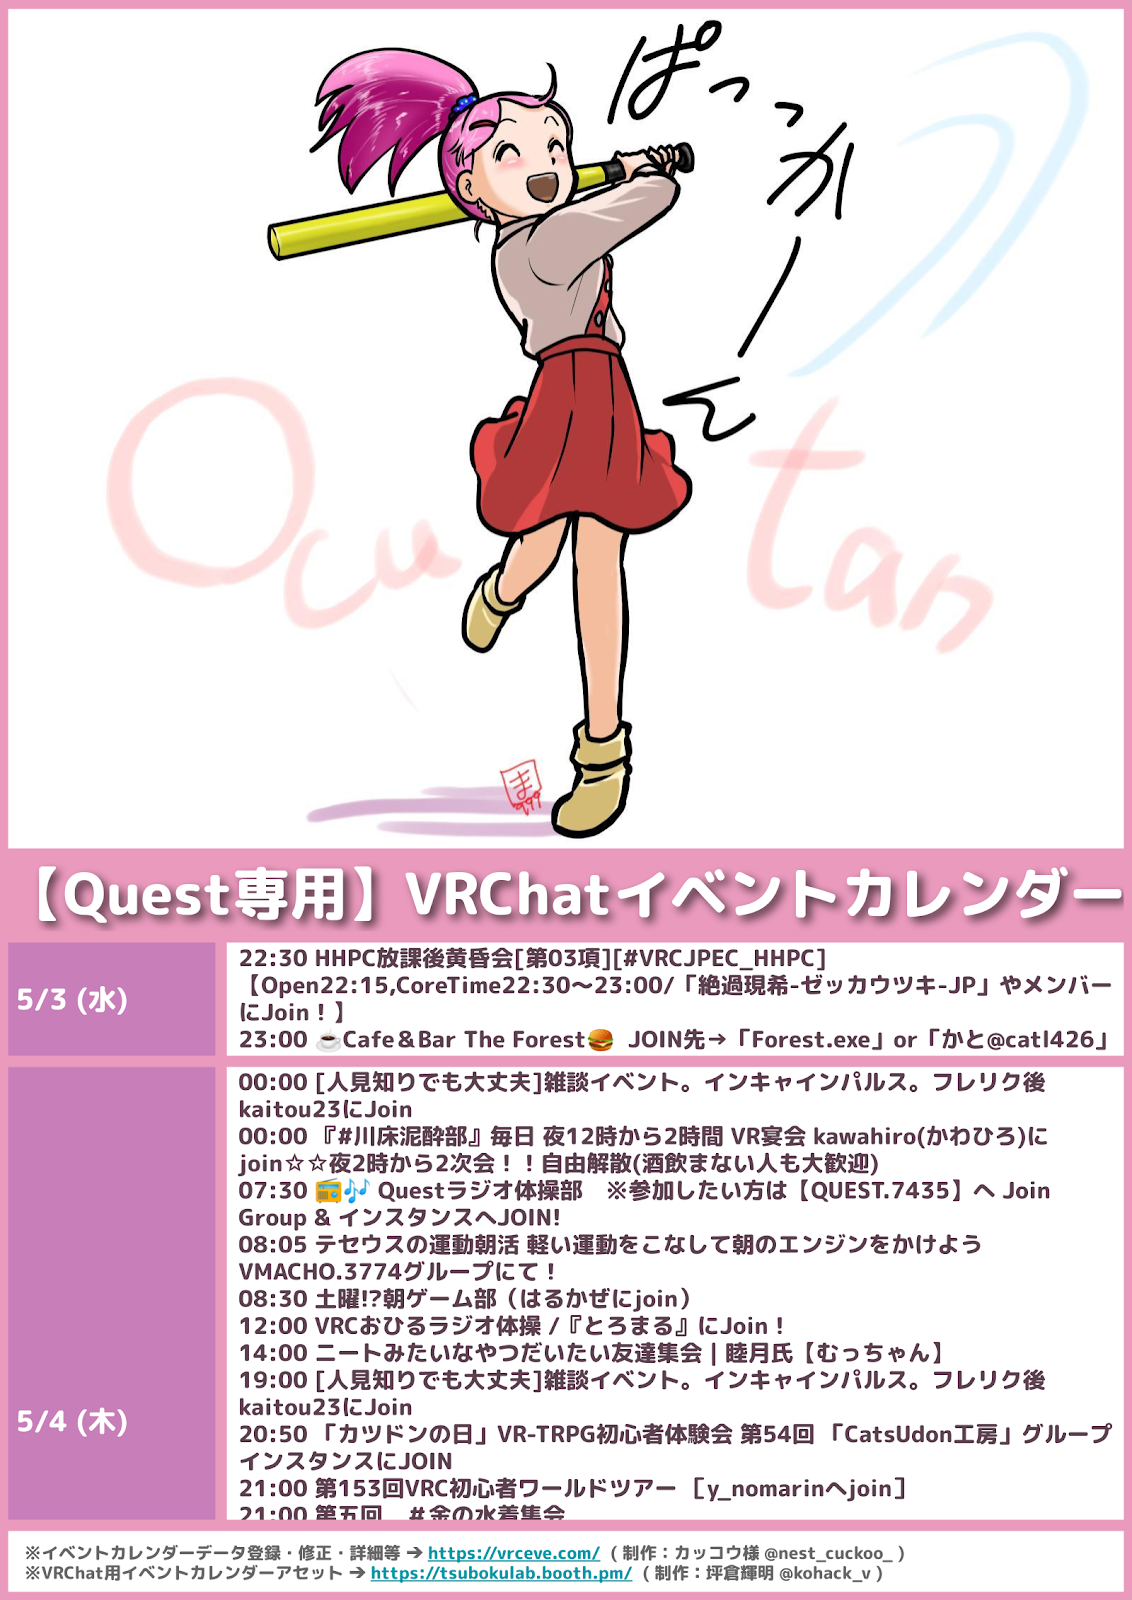 ぱっっかーん
Ocu tan
ま
999
【Quest専用】VRChatイベントカレンダー
5/3 (水)
22:30 HHPC放課後黄昏会[第03項][#VRCJPEC_HHPC]
【Open22:15,CoreTime22:30～23:00/「絶過現希-ゼッカウツキ-JP」やメンバー
にJoin！】
23:00 ☕Cafe＆Bar The Forest🍔 JOIN先→「Forest.exe」or「かと@catl426」
5/4 (木)
00:00 [人見知りでも大丈夫]雑談イベント。インキャインパルス。フレリク後
kaitou23にJoin
00:00 『#川床泥酔部』毎日 夜12時から2時間 VR宴会 kawahiro(かわひろ)に
join☆☆夜2時から2次会！！自由解散(酒飲まない人も大歓迎)
07:30 📻🎶 Questラジオ体操部　※参加したい方は【QUEST.7435】へ Join
Group & インスタンスへJOIN!
08:05 テセウスの運動朝活 軽い運動をこなして朝のエンジンをかけよう
VMACHO.3774グループにて！
08:30 土曜!?朝ゲーム部（はるかぜにjoin）
12:00 VRCおひるラジオ体操 /『とろまる』にJoin！
14:00 ニートみたいなやつだいたい友達集会 | 睦月氏【むっちゃん】
19:00 [人見知りでも大丈夫]雑談イベント。インキャインパルス。フレリク後
kaitou23にJoin
20:50 「カツドンの日」VR-TRPG初心者体験会 第54回 「CatsUdon工房」グループ
インスタンスにJOIN
21:00 第153回VRC初心者ワールドツアー ［y_nomarinへjoin］
21:00 第五回　＃金の水着集会
※イベントカレンダーデータ登録・修正・詳細等 ➔ https://vrceve.com/ ( 制作：カッコウ様 @nest_cuckoo_ )
※VRChat用イベントカレンダーアセット ➔ https://tsubokulab.booth.pm/ ( 制作：坪倉輝明 @kohack_v )